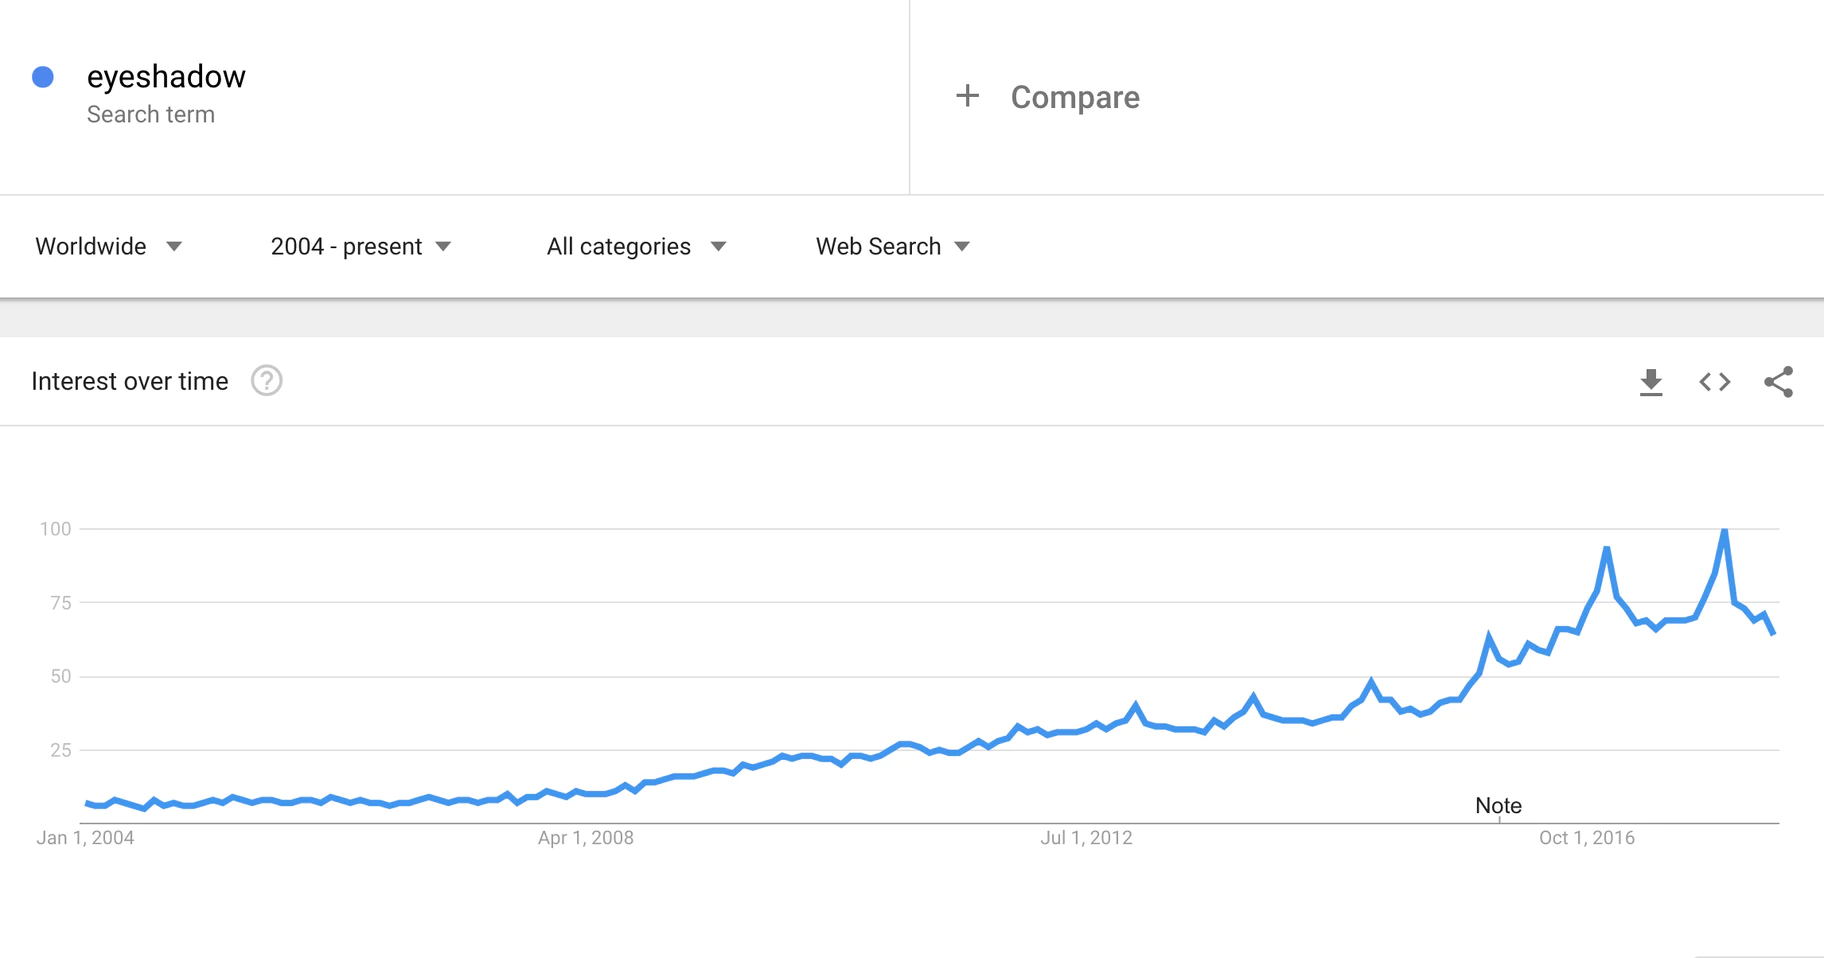 eyeshadow
Search term
+ Compare
Worldwide
2004 - present
All categories
Web Search
Interest over time
100
75
50
25
Note
Jan 1, 2004
Apr 1, 2008
Jul 1, 2012
Oct 1, 2016